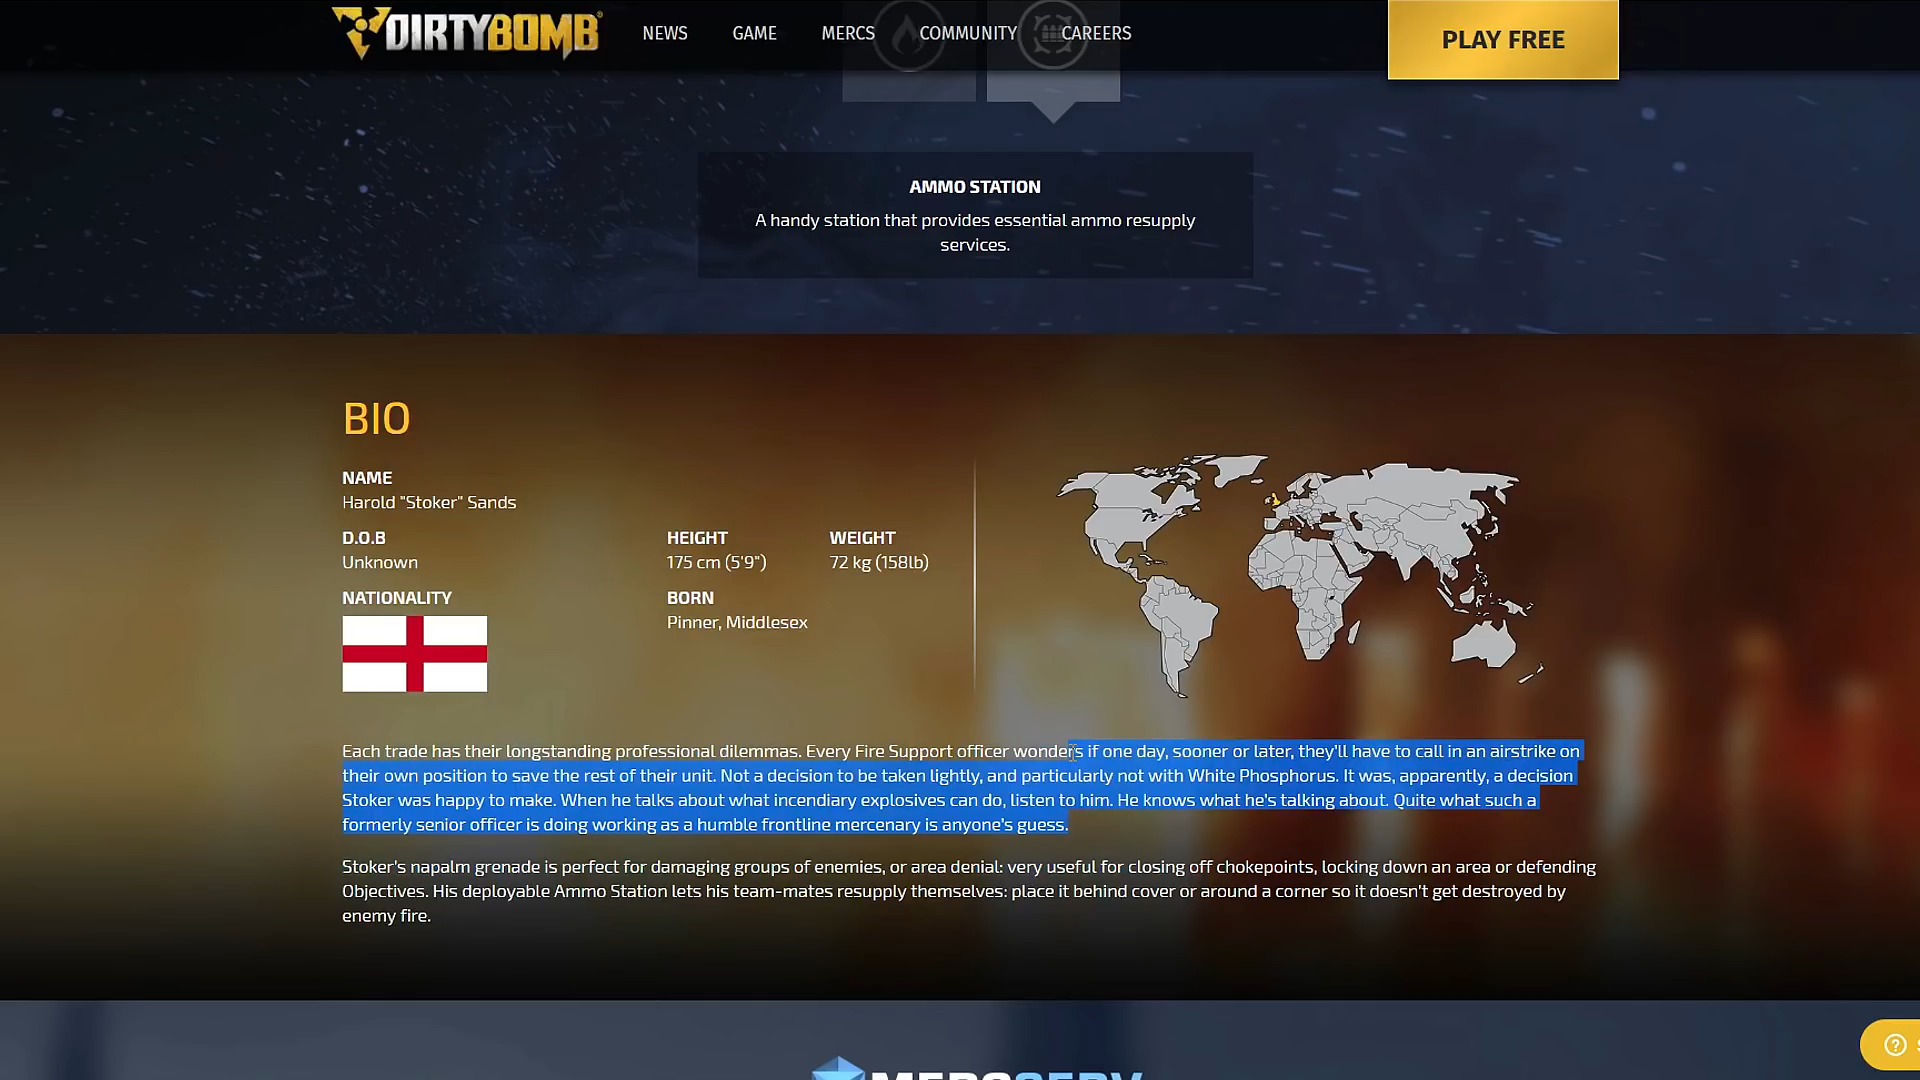 DIRTYBOMB
NEWS
GAME
MERCS
COMMUNITY
CAREERS
PLAY FREE
AMMO STATION
A handy station that provides essential ammo resupply
services.
BIO
NAME
Harold "Stoker" Sands
D.O.B
Unknown
HEIGHT
175 cm (5'9")
WEIGHT
72 kg (158lb)
NATIONALITY
BORN
Pinner, Middlesex
Each trade has their longstanding professional dilemmas. Every Fire Support officer wonders if one day, sooner or later, they'll have to call in an airstrike on
their own position to save the rest of their unit. Not a decision to be taken lightly, and particularly not with White Phosphorus. It was, apparently, a decision
Stoker was happy to make. When he talks about what incendiary explosives can do, listen to him. He knows what he's talking about. Quite what such a
formerly senior officer is doing working as a humble frontline mercenary is anyone's guess.
Stoker's napalm grenade is perfect for damaging groups of enemies, or area denial: very useful for closing off chokepoints, locking down an area or defending
Objectives. His deployable Ammo Station lets his team-mates resupply themselves: place it behind cover or around a corner so it doesn't get destroyed by
enemy fire.